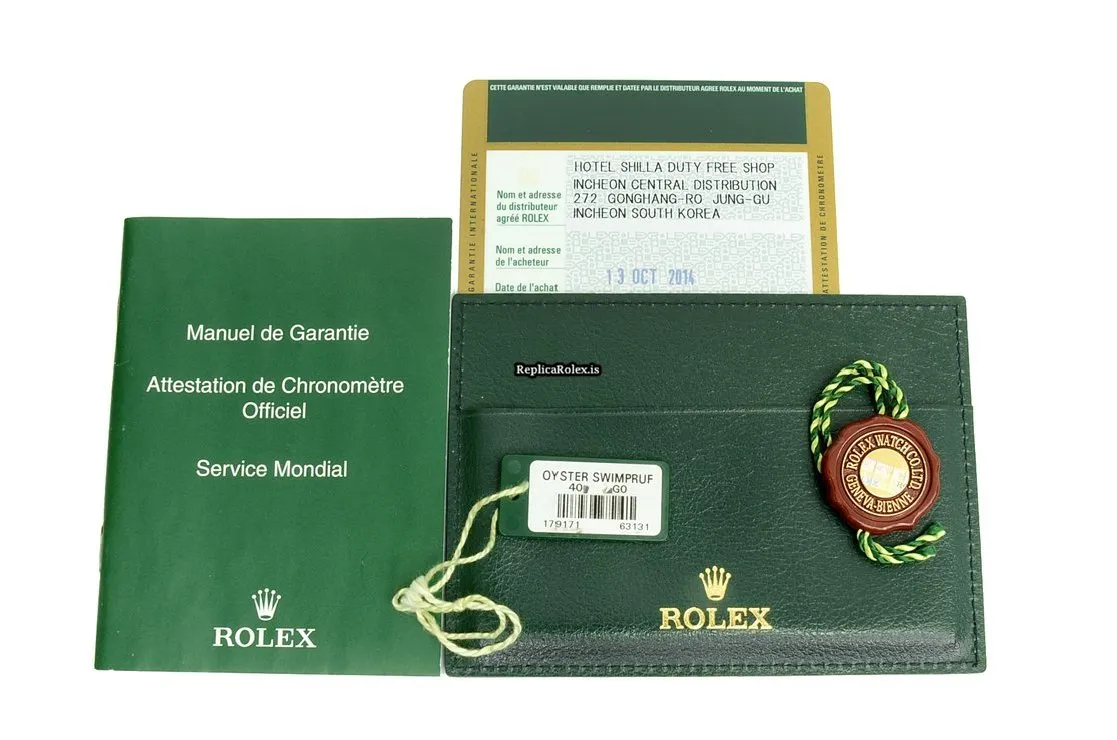 CETTE GARANTIE N'EST VALABLE QUE REMPLIE ET DATEE PAR LE DISTRIBUTEUR AGREE ROLEX AU MOMENT DE L'ACHAT
GARANTIE INTERNATIONALE
ATTESTATION DE CHRONOMETRE
Nom et adresse
du distributeur
agréé ROLEX
HOTEL SHILLA DUTY FREE SHOP
INCHEON CENTRAL DISTRIBUTION
272 GONGHANG-RO JUNG-GU
INCHEON SOUTH KOREA
Nom et adresse
de l'acheteur
Date de l'achat
13 OCT 2014
Manuel de Garantie
Attestation de Chronomètre
Officiel
Service Mondial
ROLEX
ReplicaRolex.is
OYSTER SWIMPRUF
179171 63131
ROLEX WATCH CO. LTD
GENEVA-BIENNE
ROLEX